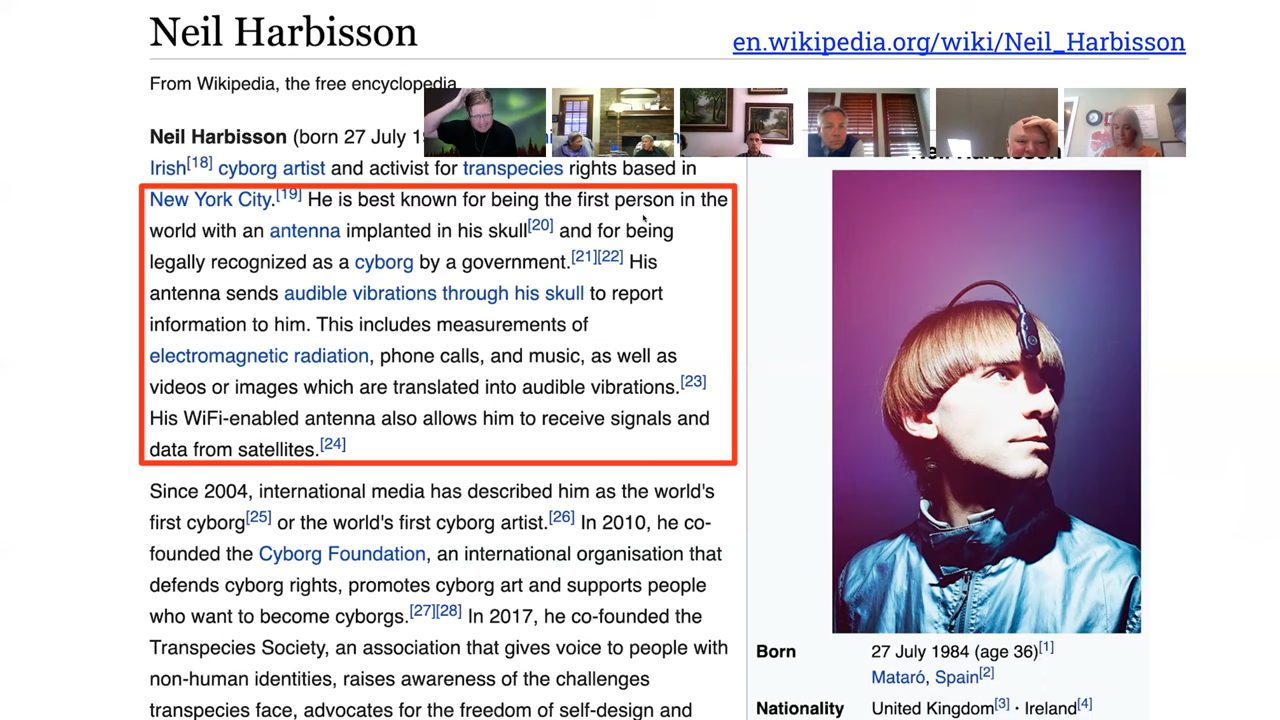 Neil Harbisson
en.wikipedia.org/wiki/Neil_Harbisson
From Wikipedia, the free encyclopedia
Neil Harbisson (born 27 July 1
Irish[18] cyborg artist and activist for transpecies rights based in
New York City.[19] He is best known for being the first person in the
world with an antenna implanted in his skull[20] and for being
legally recognized as a cyborg by a government.[21][22] His
antenna sends audible vibrations through his skull to report
information to him. This includes measurements of
electromagnetic radiation, phone calls, and music, as well as
videos or images which are translated into audible vibrations.[23]
His WiFi-enabled antenna also allows him to receive signals and
data from satellites.[24]
Since 2004, international media has described him as the world's
first cyborg[25] or the world's first cyborg artist.[26] In 2010, he co-
founded the Cyborg Foundation, an international organisation that
defends cyborg rights, promotes cyborg art and supports people
who want to become cyborgs.[27][28] In 2017, he co-founded the
Transpecies Society, an association that gives voice to people with
non-human identities, raises awareness of the challenges
transpecies face, advocates for the freedom of self-design and
Neil Harbisson
Born 27 July 1984 (age 36)[1]
Mataró, Spain[2]
Nationality United Kingdom[3] · Ireland[4]